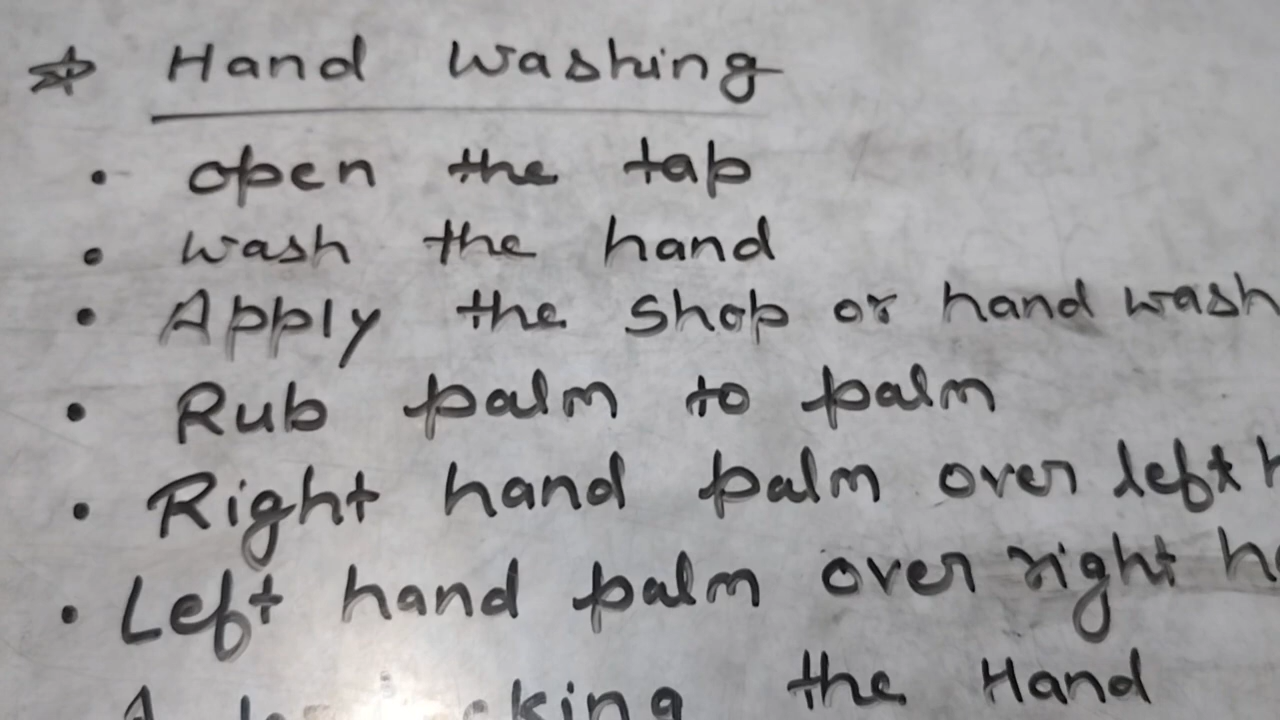 ☆ Hand washing
• open the tap
• wash the hand
• Apply the shop or hand wash
• Rub palm to palm
• Right hand palm over left
• Left hand palm over right
the Hand